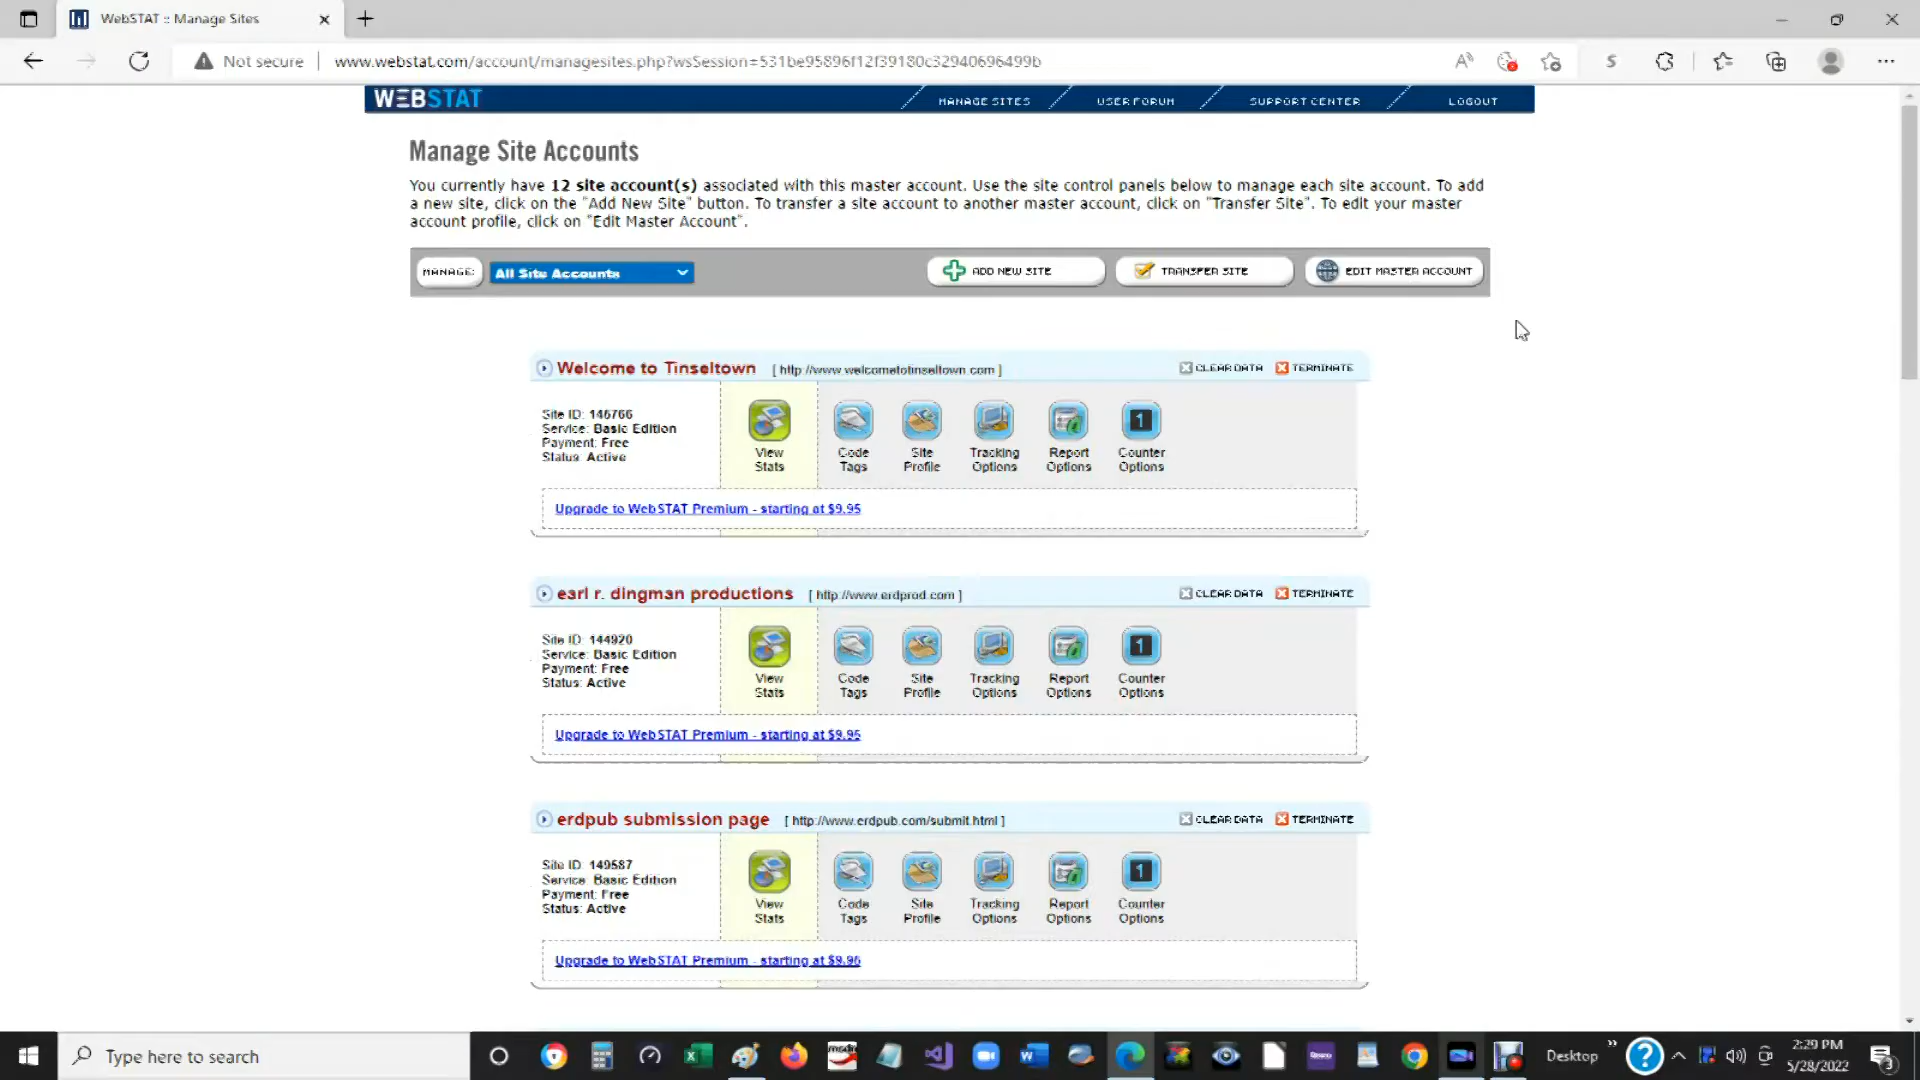 WebSTAT :: Manage Sites
Not secure
www.webstat.com/account/managesites.php?wsSession=531be95896f12f39180c32940696499b
WEBSTAT
MANAGE SITES
USER FORUM
SUPPORT CENTER
LOGOUT
Manage Site Accounts
You currently have 12 site account(s) associated with this master account. Use the site control panels below to manage each site account. To add
a new site, click on the "Add New Site" button. To transfer a site account to another master account, click on "Transfer Site". To edit your master
account profile, click on "Edit Master Account".
MANAGE:
All Site Accounts
ADD NEW SITE
TRANSFER SITE
EDIT MASTER ACCOUNT
Welcome to Tinseltown [ http://www.welcometotinseltown.com ]
CLEAR DATA
TERMINATE
Site ID: 146766
Service: Basic Edition
Payment: Free
Status: Active
View Stats
Code Tags
Site Profile
Tracking Options
Report Options
1
Counter Options
Upgrade to WebSTAT Premium - starting at $9.95
earl r. dingman productions [ http://www.erdprod.com ]
CLEAR DATA
TERMINATE
Site ID: 144920
Service: Basic Edition
Payment: Free
Status: Active
View Stats
Code Tags
Site Profile
Tracking Options
Report Options
1
Counter Options
Upgrade to WebSTAT Premium - starting at $9.95
erdpub submission page [ http://www.erdpub.com/submit.html ]
CLEAR DATA
TERMINATE
Site ID: 149587
Service: Basic Edition
Payment: Free
Status: Active
View Stats
Code Tags
Site Profile
Tracking Options
Report Options
1
Counter Options
Upgrade to WebSTAT Premium - starting at $9.95
Type here to search
Desktop
2:29 PM
5/28/2022
3